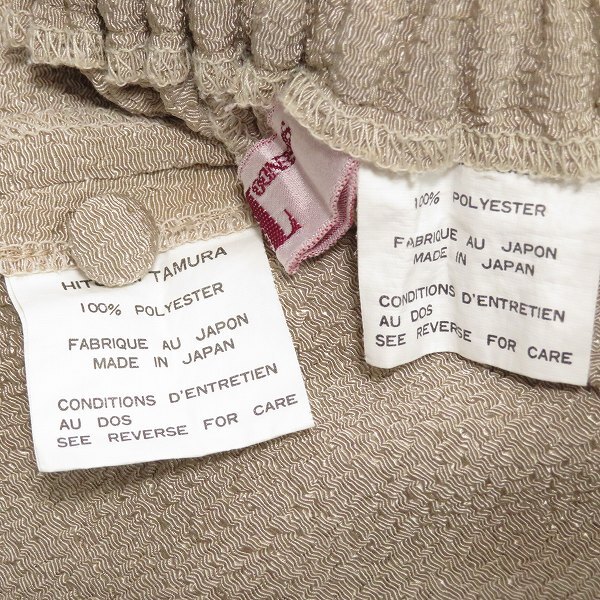 TAMURA
100% POLYESTER
FABRIQUE AU JAPON
MADE IN JAPAN
CONDITIONS D'ENTRETIEN
AU DOS
SEE REVERSE FOR CARE
L
100% POLYESTER
FABRIQUE AU JAPON
MADE IN JAPAN
CONDITIONS D'ENTRETIEN
AU DOS
SEE REVERSE FOR CARE